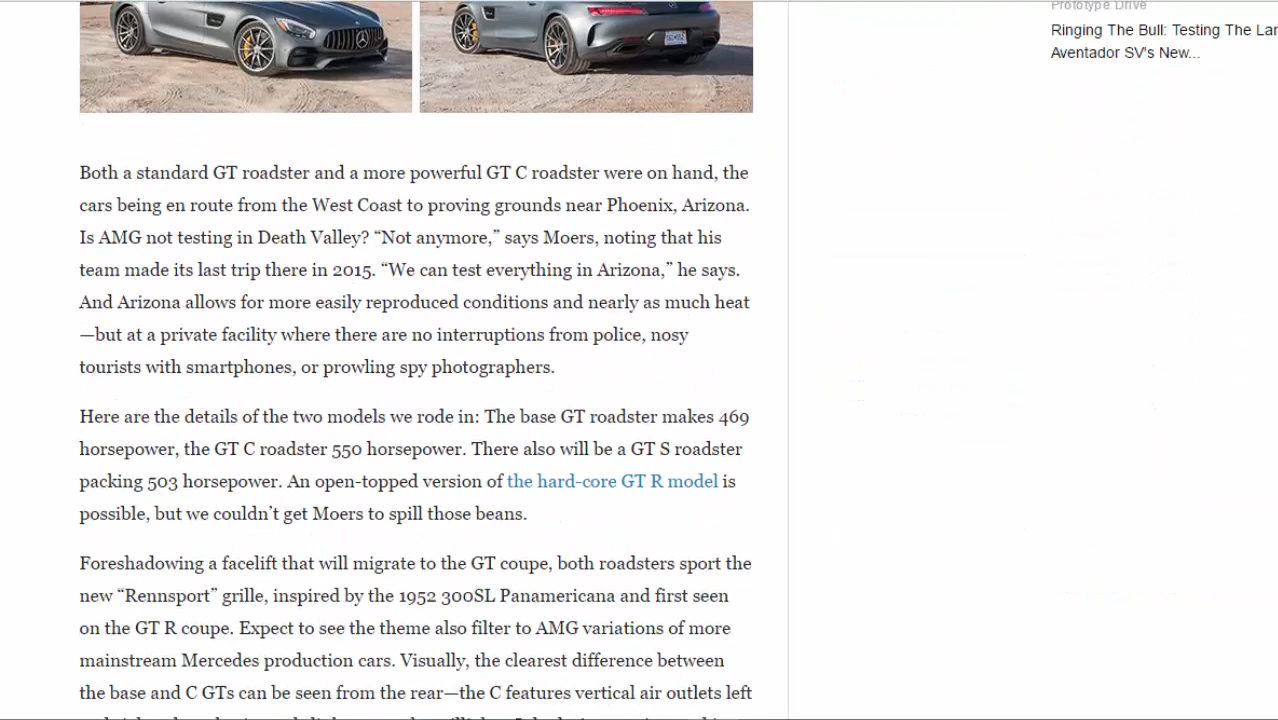 Prototype Drive
Ringing The Bull: Testing The Lar
Aventador SV's New...
Both a standard GT roadster and a more powerful GT C roadster were on hand, the
cars being en route from the West Coast to proving grounds near Phoenix, Arizona.
Is AMG not testing in Death Valley? “Not anymore,” says Moers, noting that his
team made its last trip there in 2015. “We can test everything in Arizona,” he says.
And Arizona allows for more easily reproduced conditions and nearly as much heat
—but at a private facility where there are no interruptions from police, nosy
tourists with smartphones, or prowling spy photographers.
Here are the details of the two models we rode in: The base GT roadster makes 469
horsepower, the GT C roadster 550 horsepower. There also will be a GT S roadster
packing 503 horsepower. An open-topped version of the hard-core GT R model is
possible, but we couldn’t get Moers to spill those beans.
Foreshadowing a facelift that will migrate to the GT coupe, both roadsters sport the
new “Rennsport” grille, inspired by the 1952 300SL Panamericana and first seen
on the GT R coupe. Expect to see the theme also filter to AMG variations of more
mainstream Mercedes production cars. Visually, the clearest difference between
the base and C GTs can be seen from the rear—the C features vertical air outlets left